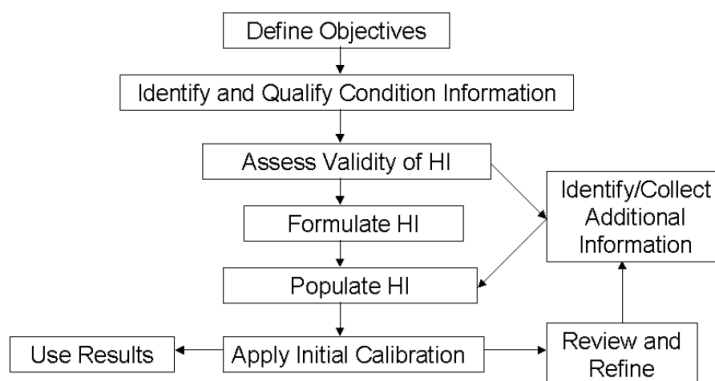 Define Objectives
Identify and Qualify Condition Information
Assess Validity of HI
Identify/Collect
Additional
Information
Formulate HI
Populate HI
Use Results
Apply Initial Calibration
Review and
Refine